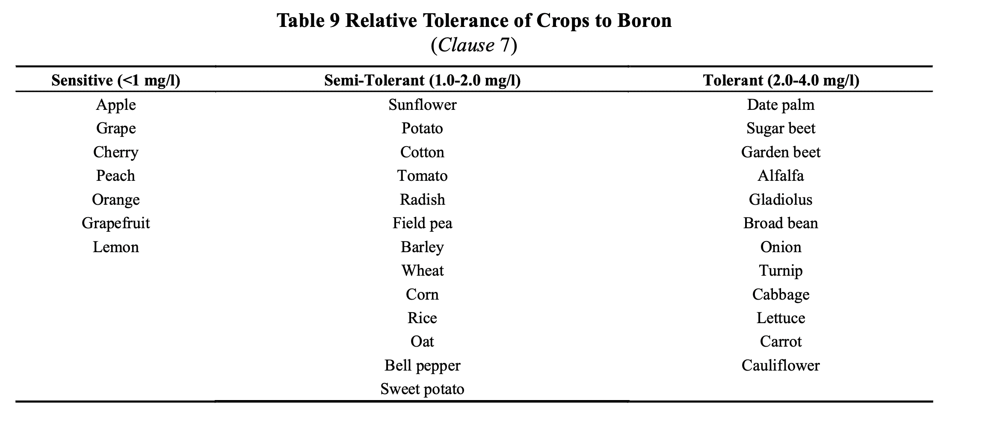 Table 9 Relative Tolerance of Crops to Boron
(Clause 7)
Sensitive (<1 mg/l) Semi-Tolerant (1.0-2.0 mg/l) Tolerant (2.0-4.0 mg/l)
Apple Sunflower Date palm
Grape Potato Sugar beet
Cherry Cotton Garden beet
Peach Tomato Alfalfa
Orange Radish Gladiolus
Grapefruit Field pea Broad bean
Lemon Barley Onion
Wheat Turnip
Corn Cabbage
Rice Lettuce
Oat Carrot
Bell pepper Cauliflower
Sweet potato